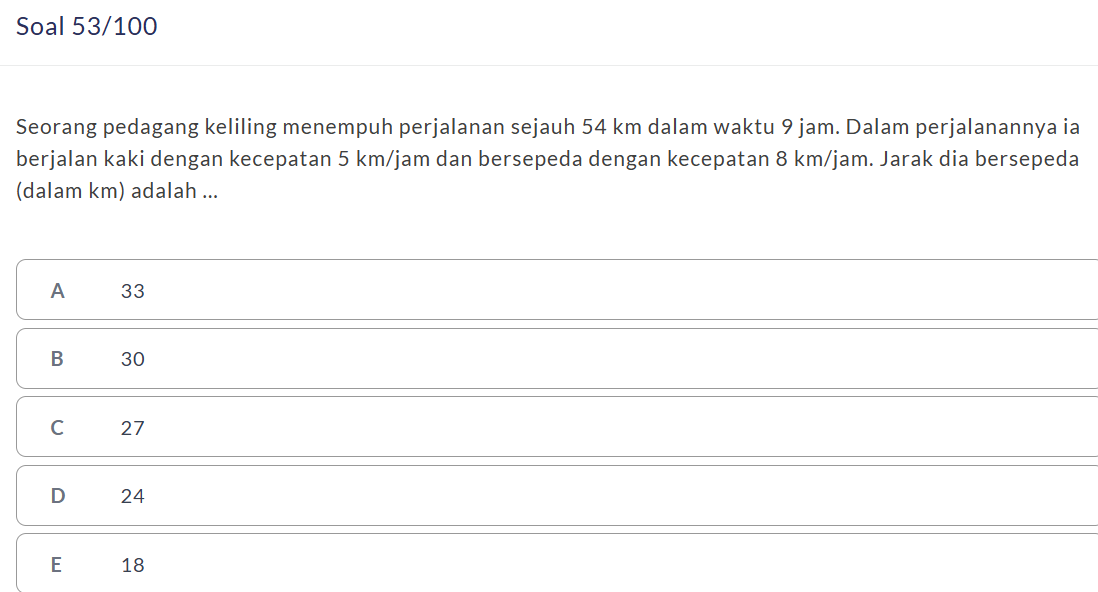 Soal 53/100
Seorang pedagang keliling menempuh perjalanan sejauh 54 km dalam waktu 9 jam. Dalam perjalanannya ia
berjalan kaki dengan kecepatan 5 km/jam dan bersepeda dengan kecepatan 8 km/jam. Jarak dia bersepeda
(dalam km) adalah ...
A 33
B 30
C 27
D 24
E 18